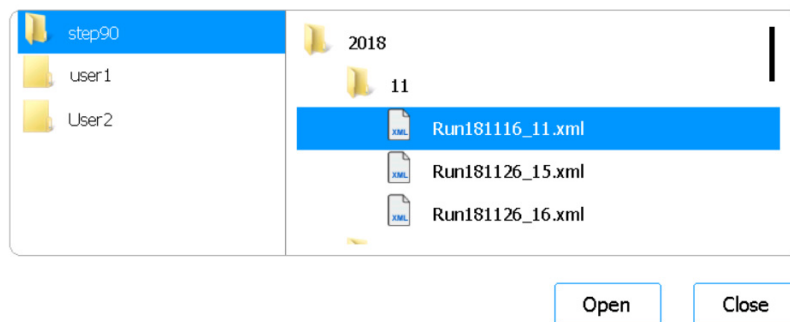 step90
user1
User2
2018
11
XML Run181116_11.xml
XML Run181126_15.xml
XML Run181126_16.xml
Open
Close